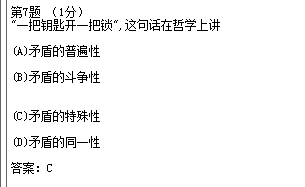 第7题 （1分）
"一把钥匙开一把锁",这句话在哲学上讲
(A)矛盾的普遍性
(B)矛盾的斗争性
(C)矛盾的特殊性
(D)矛盾的同一性
答案：C